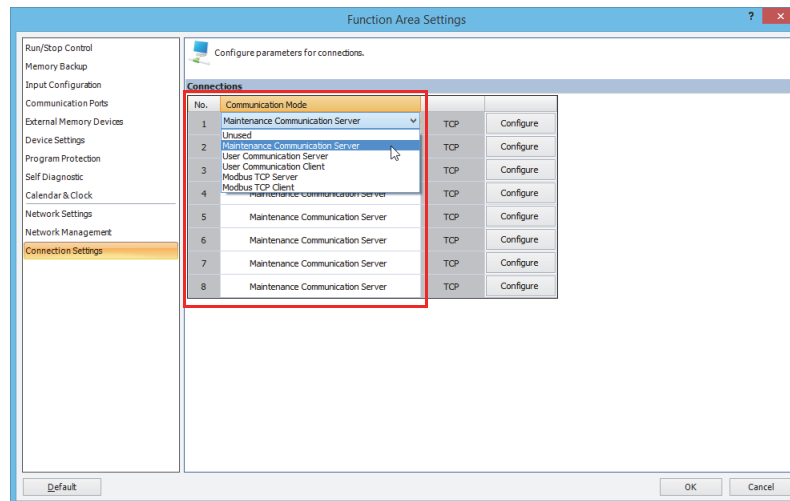 Function Area Settings
? ×
Run/Stop Control
Memory Backup
Input Configuration
Communication Ports
External Memory Devices
Device Settings
Program Protection
Self Diagnostic
Calendar & Clock
Network Settings
Network Management
Connection Settings
Configure parameters for connections.
Connections
No. Communication Mode
1 Maintenance Communication Server TCP Configure
Unused
Maintenance Communication Server
User Communication Server
User Communication Client
Modbus TCP Server
Modbus TCP Client
2 TCP Configure
3 TCP Configure
4 Maintenance Communication Server TCP Configure
5 Maintenance Communication Server TCP Configure
6 Maintenance Communication Server TCP Configure
7 Maintenance Communication Server TCP Configure
8 Maintenance Communication Server TCP Configure
Default OK Cancel